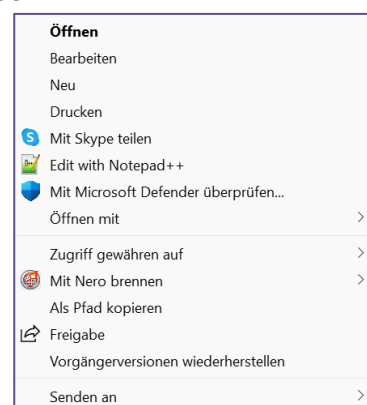 Öffnen
Bearbeiten
Neu
Drucken
Mit Skype teilen
Edit with Notepad++
Mit Microsoft Defender überprüfen...
Öffnen mit
Zugriff gewähren auf
Mit Nero brennen
Als Pfad kopieren
Freigabe
Vorgängerversionen wiederherstellen
Senden an